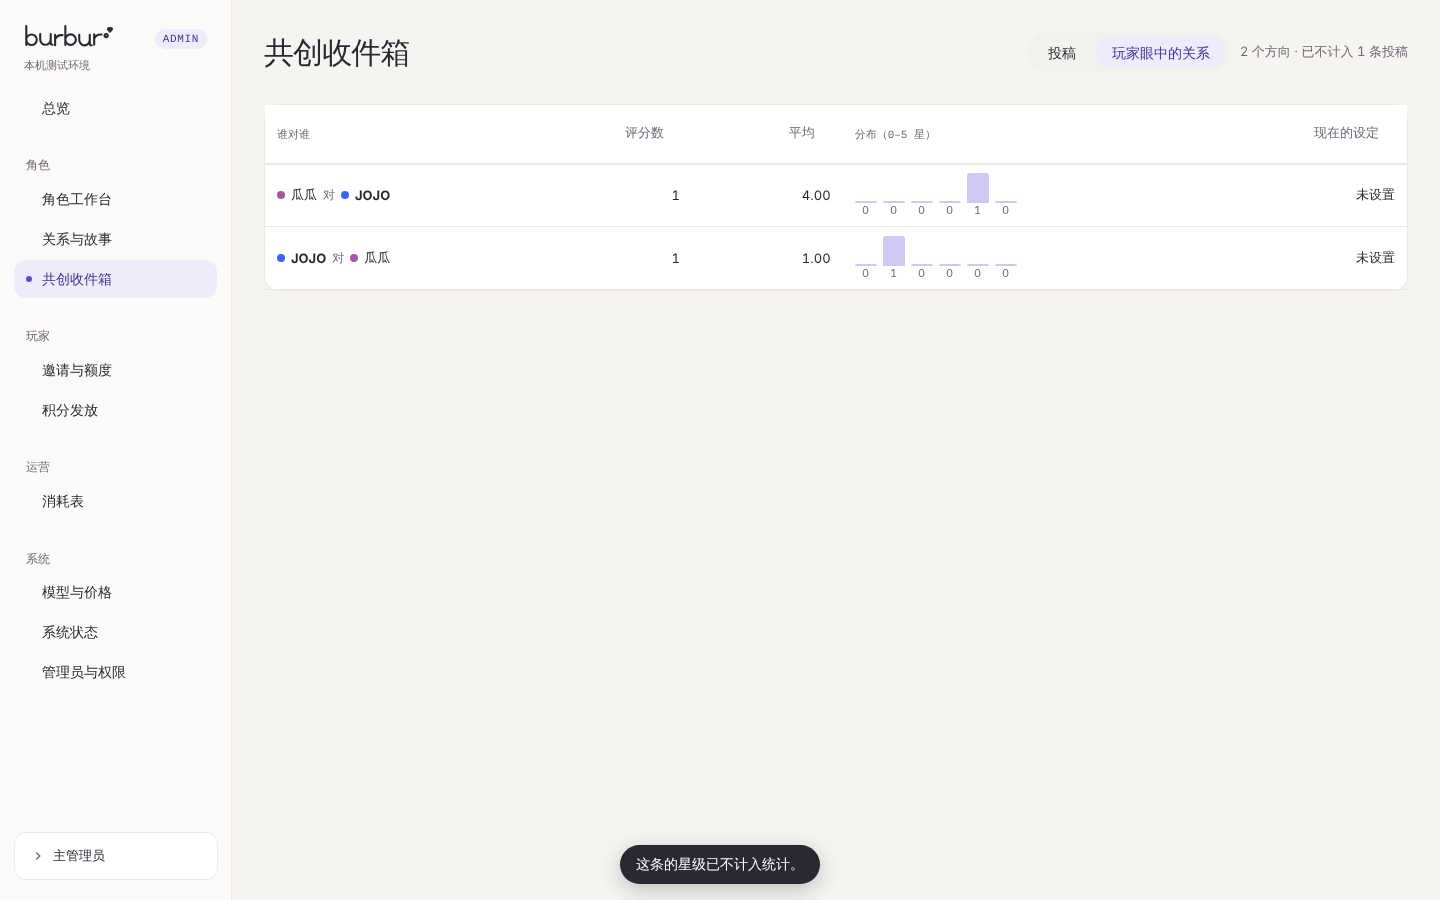 burbur
ADMIN
本机测试环境
总览
角色
角色工作台
关系与故事
共创收件箱
玩家
邀请与额度
积分发放
运营
消耗表
系统
模型与价格
系统状态
管理员与权限
主管理员
共创收件箱
投稿 玩家眼中的关系 2 个方向 · 已不计入 1 条投稿
谁对谁 评分数 平均 分布（0–5 星） 现在的设定
瓜瓜 对 JOJO 1 4.00 0 0 0 0 1 0 未设置
JOJO 对 瓜瓜 1 1.00 0 1 0 0 0 0 未设置
这条的星级已不计入统计。